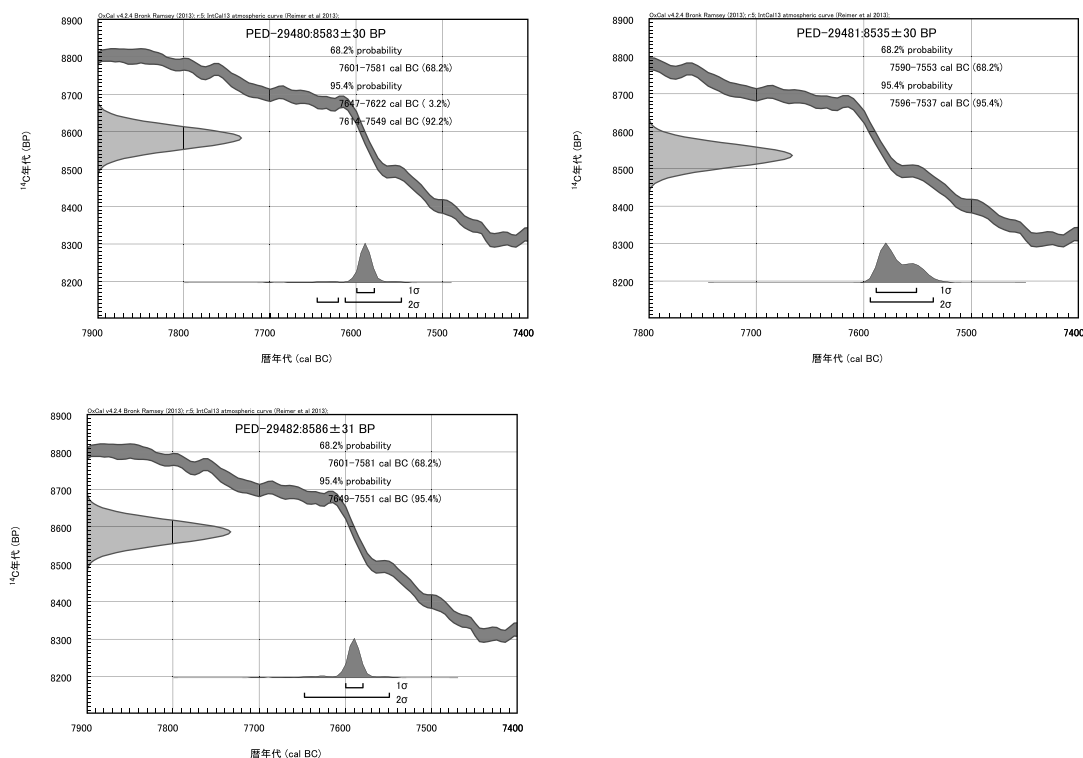 OxCal v4.2.4 Bronk Ramsey (2013); r:5; IntCal13 atmospheric curve (Reimer et al 2013);
PED-29480:8583±30 BP
68.2% probability
7601-7581 cal BC (68.2%)
95.4% probability
7647-7622 cal BC ( 3.2%)
7614-7549 cal BC (92.2%)
14C年代 (BP)
8900
8800
8700
8600
8500
8400
8300
8200
1σ
2σ
7900
7800
7700
7600
7500
7400
暦年代 (cal BC)
OxCal v4.2.4 Bronk Ramsey (2013); r:5; IntCal13 atmospheric curve (Reimer et al 2013);
PED-29481:8535±30 BP
68.2% probability
7590-7553 cal BC (68.2%)
95.4% probability
7596-7537 cal BC (95.4%)
14C年代 (BP)
8900
8800
8700
8600
8500
8400
8300
8200
1σ
2σ
7800
7700
7600
7500
7400
暦年代 (cal BC)
OxCal v4.2.4 Bronk Ramsey (2013); r:5; IntCal13 atmospheric curve (Reimer et al 2013);
PED-29482:8586±31 BP
68.2% probability
7601-7581 cal BC (68.2%)
95.4% probability
7649-7551 cal BC (95.4%)
14C年代 (BP)
8900
8800
8700
8600
8500
8400
8300
8200
1σ
2σ
7900
7800
7700
7600
7500
7400
暦年代 (cal BC)